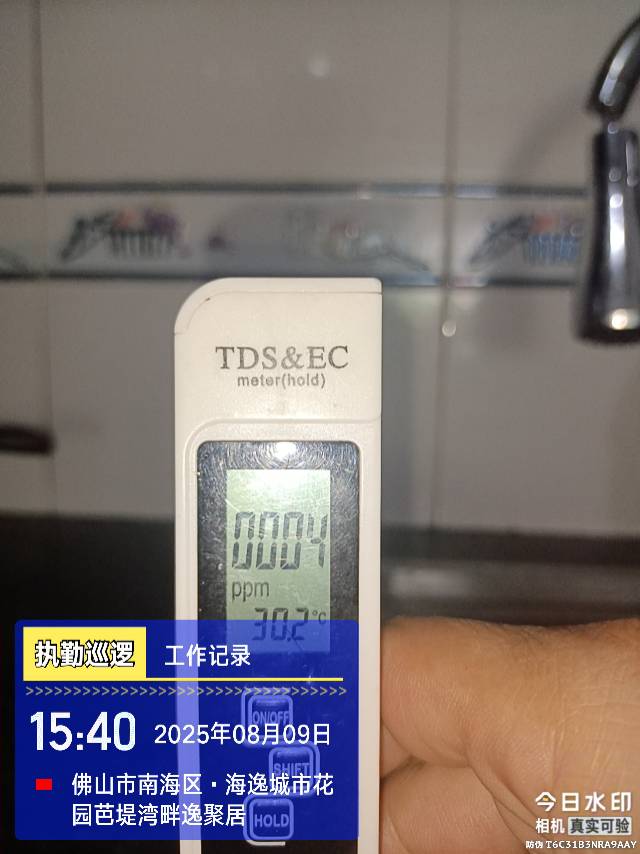 TDS&EC
meter(hold)
0004
ppm
30.2°C
执勤巡逻 工作记录
ON/OFF
15:40 2025年08月09日
SHIFT
佛山市南海区·海逸城市花
园芭堤湾畔逸聚居
HOLD
今日水印
相机 真实可验
防伪 T6C31B3NRA9AAY